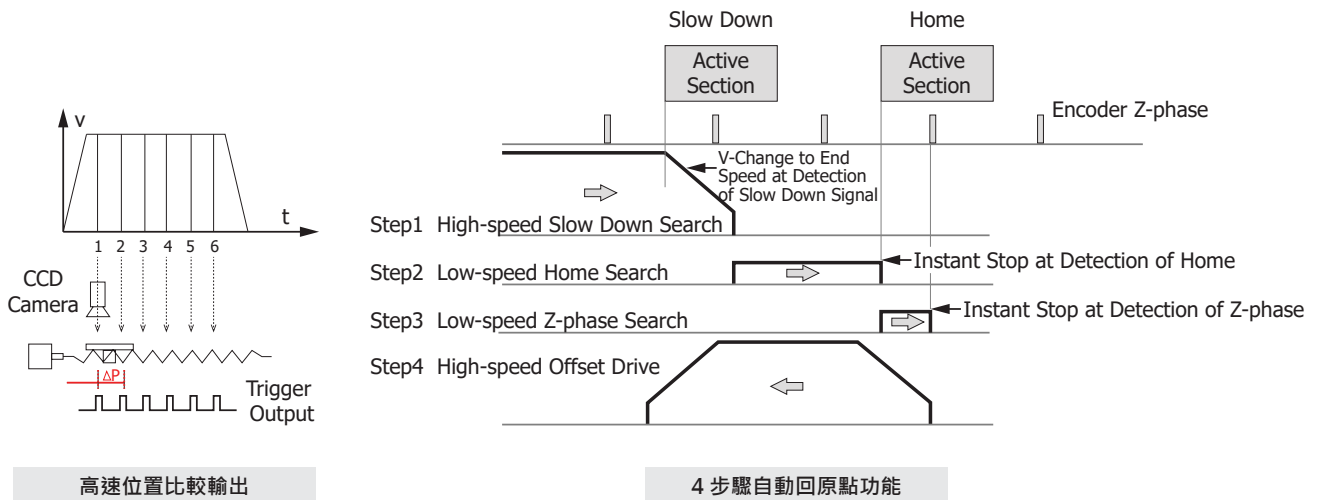 v
t
1 2 3 4 5 6
CCD
Camera
△P
Trigger
Output
高速位置比較輸出
Slow Down
Home
Active
Section
Active
Section
Encoder Z-phase
V-Change to End
Speed at Detection
of Slow Down Signal
Step1 High-speed Slow Down Search
Step2 Low-speed Home Search
Instant Stop at Detection of Home
Step3 Low-speed Z-phase Search
Instant Stop at Detection of Z-phase
Step4 High-speed Offset Drive
4 步驟自動回原點功能